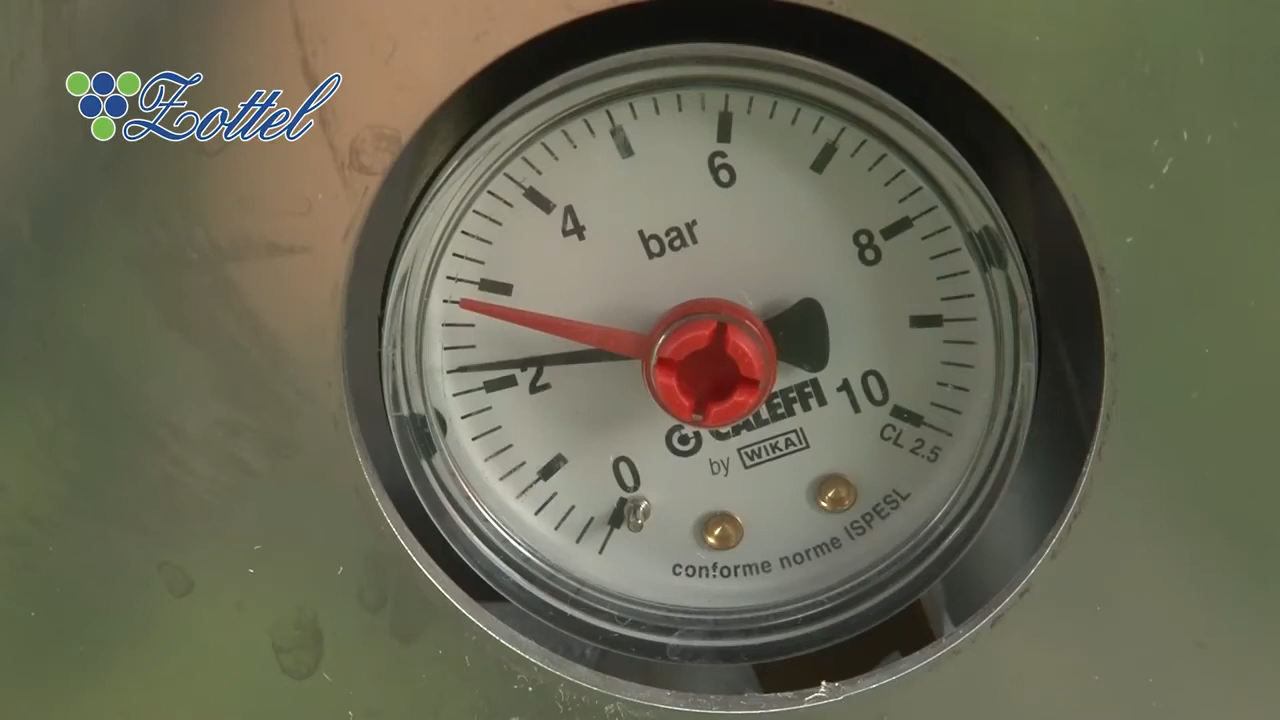 Zottel
6
4
bar
8
2
10
CALEFFI
CL 2.5
by WIKAI
0
conforme norme ISPESL